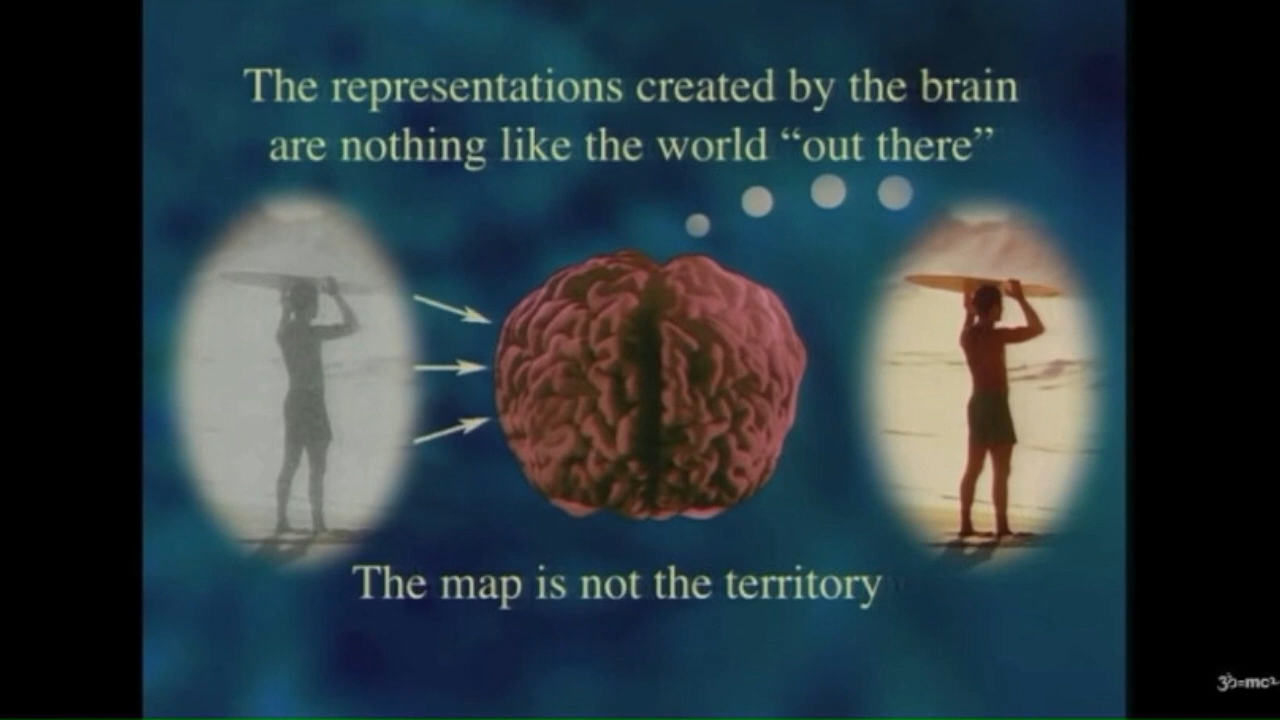 The representations created by the brain
are nothing like the world “out there”
The map is not the territory
ॐ=mc²